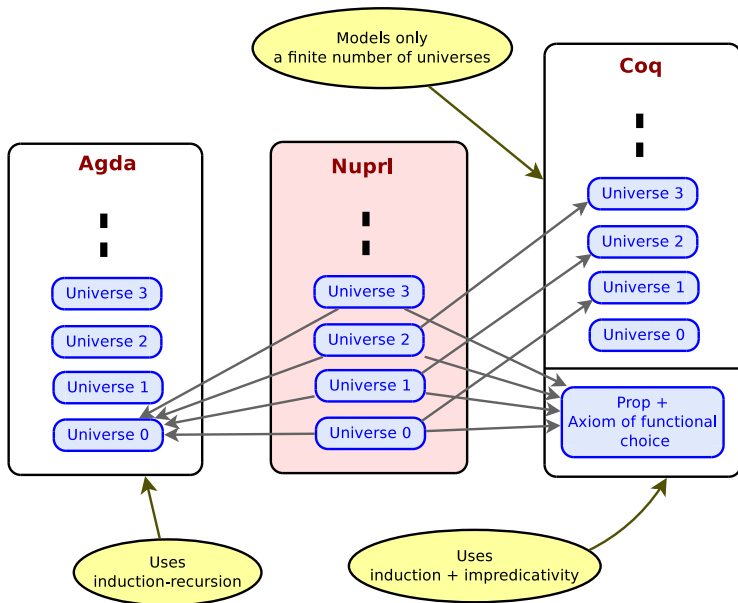 Models only
a finite number of universes
Agda
Universe 3
Universe 2
Universe 1
Universe 0
Nuprl
Universe 3
Universe 2
Universe 1
Universe 0
Coq
Universe 3
Universe 2
Universe 1
Universe 0
Prop +
Axiom of functional
choice
Uses
induction-recursion
Uses
induction + impredicativity